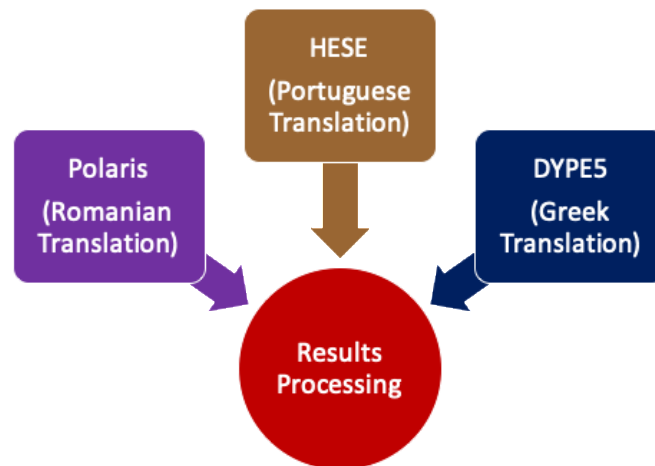 HESE
(Portuguese
Translation)
Polaris
(Romanian
Translation)
DYPE5
(Greek
Translation)
Results
Processing